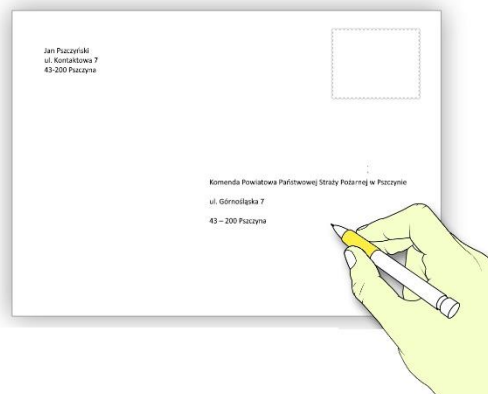 Jan Pszczyński
ul. Kontaktowa 7
43-200 Pszczyna
Komenda Powiatowa Państwowej Straży Pożarnej w Pszczynie
ul. Górnośląska 7
43 – 200 Pszczyna